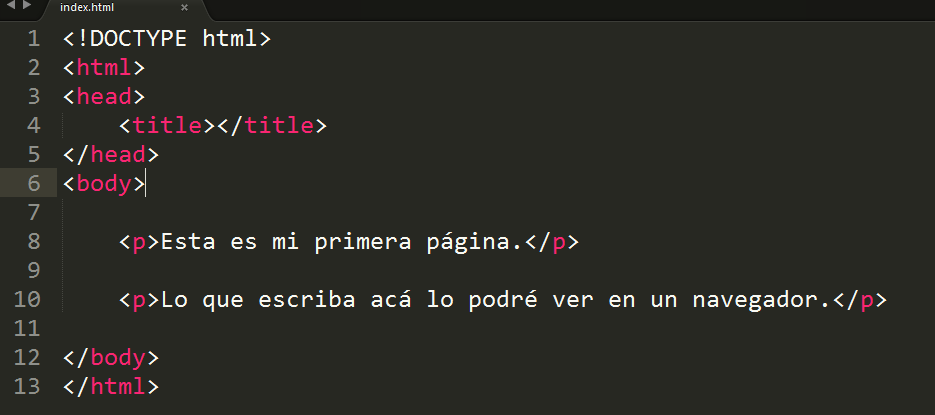 index.html ×
1 <!DOCTYPE html>
2 <html>
3 <head>
4     <title></title>
5 </head>
6 <body>
7
8     <p>Esta es mi primera página.</p>
9
10     <p>Lo que escriba acá lo podré ver en un navegador.</p>
11
12 </body>
13 </html>